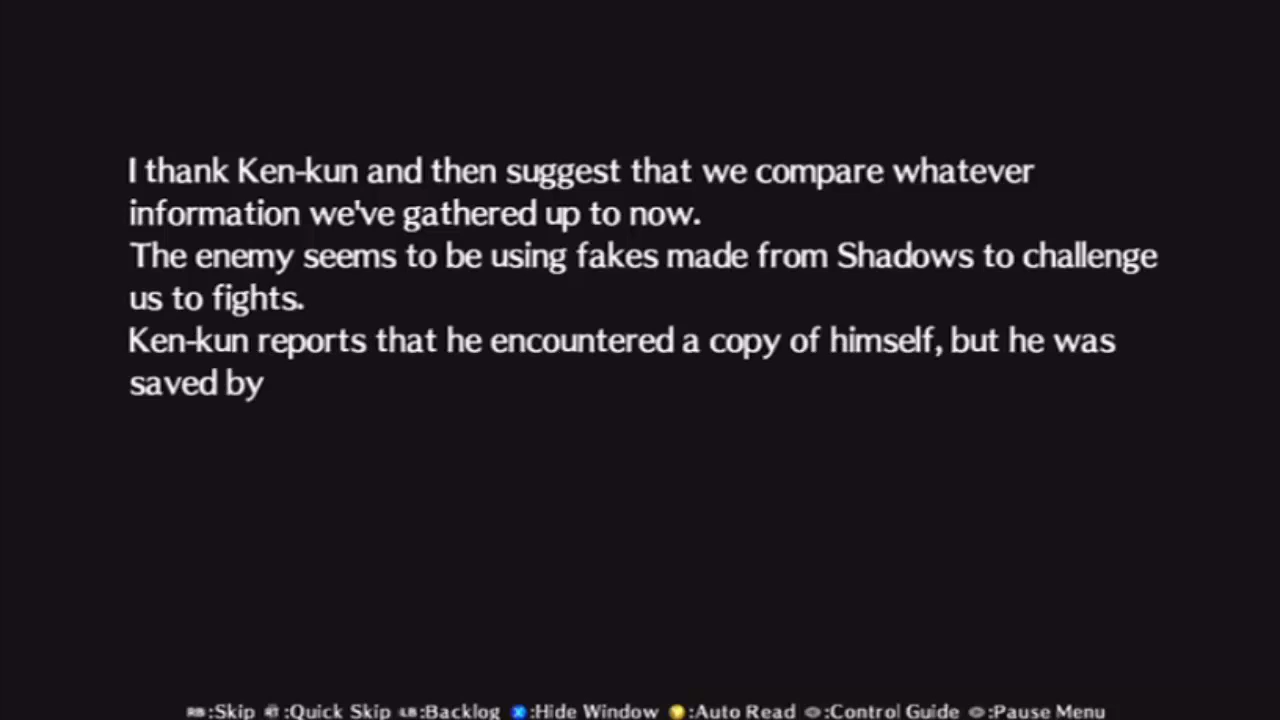 I thank Ken-kun and then suggest that we compare whatever
information we've gathered up to now.
The enemy seems to be using fakes made from Shadows to challenge
us to fights.
Ken-kun reports that he encountered a copy of himself, but he was
saved by
RB:Skip RT:Quick Skip LB:Backlog X:Hide Window Y:Auto Read :Control Guide :Pause Menu